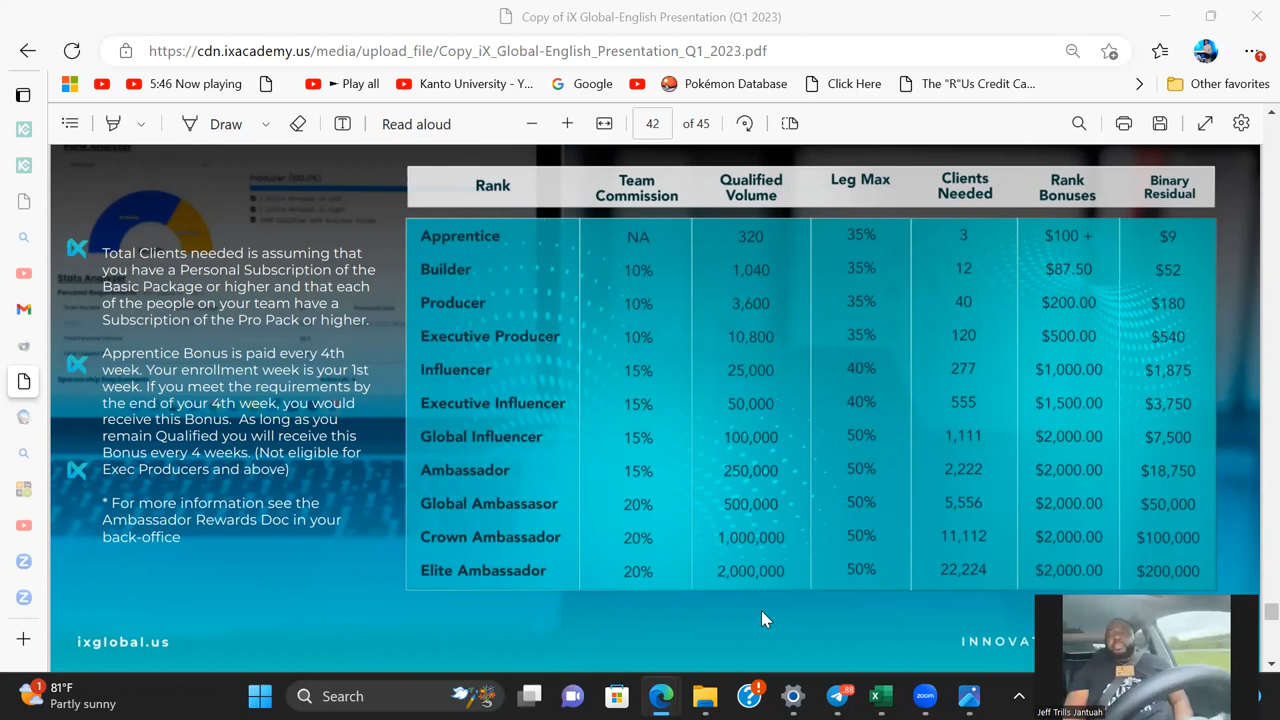 Copy of iX Global-English Presentation (Q1 2023)
https://cdn.ixacademy.us/media/upload_file/Copy_iX_Global-English_Presentation_Q1_2023.pdf
5:46 Now playing
► Play all
Kanto University - Y...
Google
Pokémon Database
Click Here
The "R"Us Credit Ca...
Other favorites
Draw
Read aloud
42 of 45
Rank Team Commission Qualified Volume Leg Max Clients Needed Rank Bonuses Binary Residual
Apprentice NA 320 35% 3 $100 + $9
Builder 10% 1,040 35% 12 $87.50 $52
Producer 10% 3,600 35% 40 $200.00 $180
Executive Producer 10% 10,800 35% 120 $500.00 $540
Influencer 15% 25,000 40% 277 $1,000.00 $1,875
Executive Influencer 15% 50,000 40% 555 $1,500.00 $3,750
Global Influencer 15% 100,000 50% 1,111 $2,000.00 $7,500
Ambassador 15% 250,000 50% 2,222 $2,000.00 $18,750
Global Ambassasor 20% 500,000 50% 5,556 $2,000.00 $50,000
Crown Ambassador 20% 1,000,000 50% 11,112 $2,000.00 $100,000
Elite Ambassador 20% 2,000,000 50% 22,224 $2,000.00 $200,000
Total Clients needed is assuming that
you have a Personal Subscription of the
Basic Package or higher and that each
of the people on your team have a
Subscription of the Pro Pack or higher.
Apprentice Bonus is paid every 4th
week. Your enrollment week is your 1st
week. If you meet the requirements by
the end of your 4th week, you would
receive this Bonus. As long as you
remain Qualified you will receive this
Bonus every 4 weeks. (Not eligible for
Exec Producers and above)
* For more information see the
Ambassador Rewards Doc in your
back-office
ixglobal.us
INNOVAT
Jeff Trills Jantuah
1
81°F
Partly sunny
Search
88